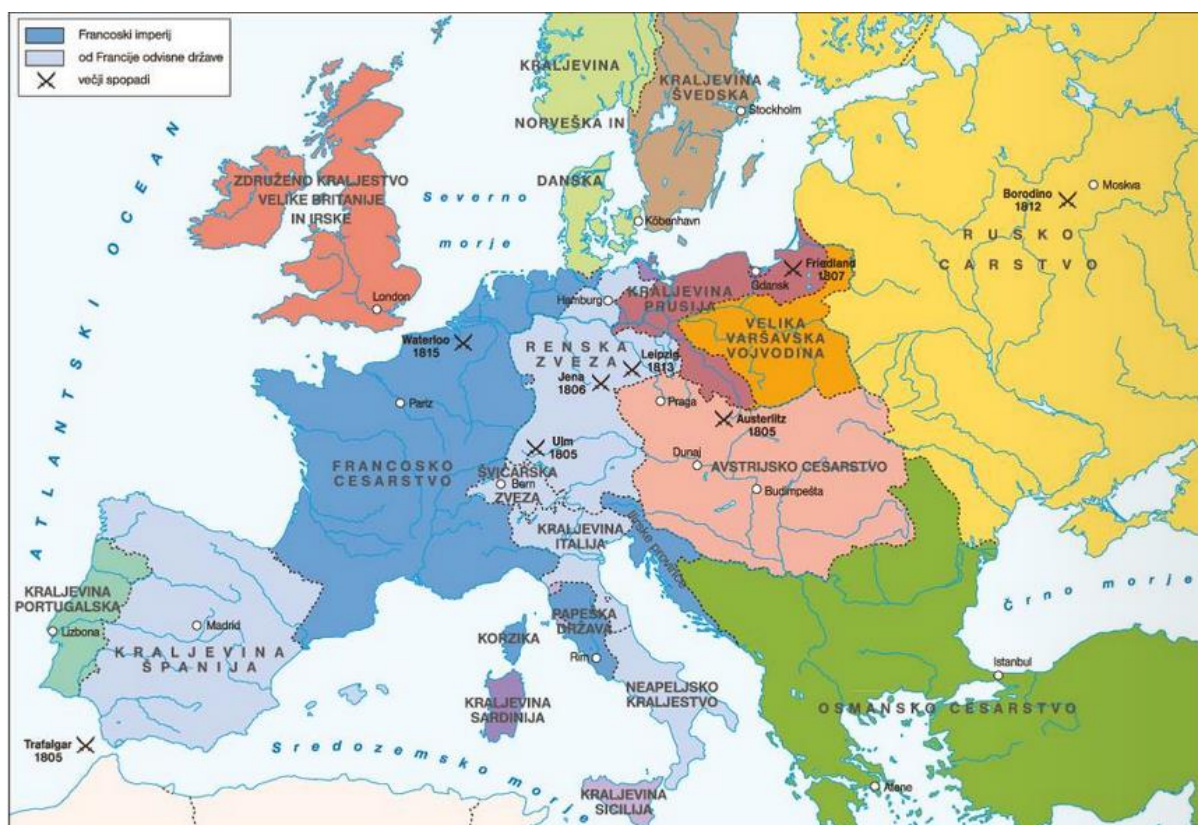 Francoski imperij
od Francije odvisne države
večji spopadi
KRALJEVINA
NORVEŠKA IN
DANSKA
KRALJEVINA
ŠVEDSKA
Stockholm
København
ATLANTSKI OCEAN
ZDRUŽENO KRALJESTVO
VELIKE BRITANIJE
IN IRSKE
London
Severno
morje
Borodino
1812
Moskva
RUSKO
CARSTVO
Friedland
1807
Gdansk
KRALJEVINA
PRUSIJA
Hamburg
VELIKA
VARŠAVSKA
VOJVODINA
Waterloo
1815
RENSKA
ZVEZA
Leipzig
1813
Jena
1806
Pariz
Praga
Austerlitz
1805
Ulm
1805
Dunaj
AVSTRIJSKO CESARSTVO
Budimpešta
FRANCOSKO
CESARSTVO
ŠVICARSKA
Bern
ZVEZA
KRALJEVINA
ITALIJA
Ilirske province
KRALJEVINA
PORTUGALSKA
Lizbona
Madrid
KRALJEVINA
ŠPANIJA
KORZIKA
PAPEŠKA
DRŽAVA
Rim
Črno morje
Istanbul
NEAPELJSKO
KRALJESTVO
KRALJEVINA
SARDINIJA
OSMANSKO CESARSTVO
Trafalgar
1805
Sredozemsko morje
KRALJEVINA
SICILIJA
Atene